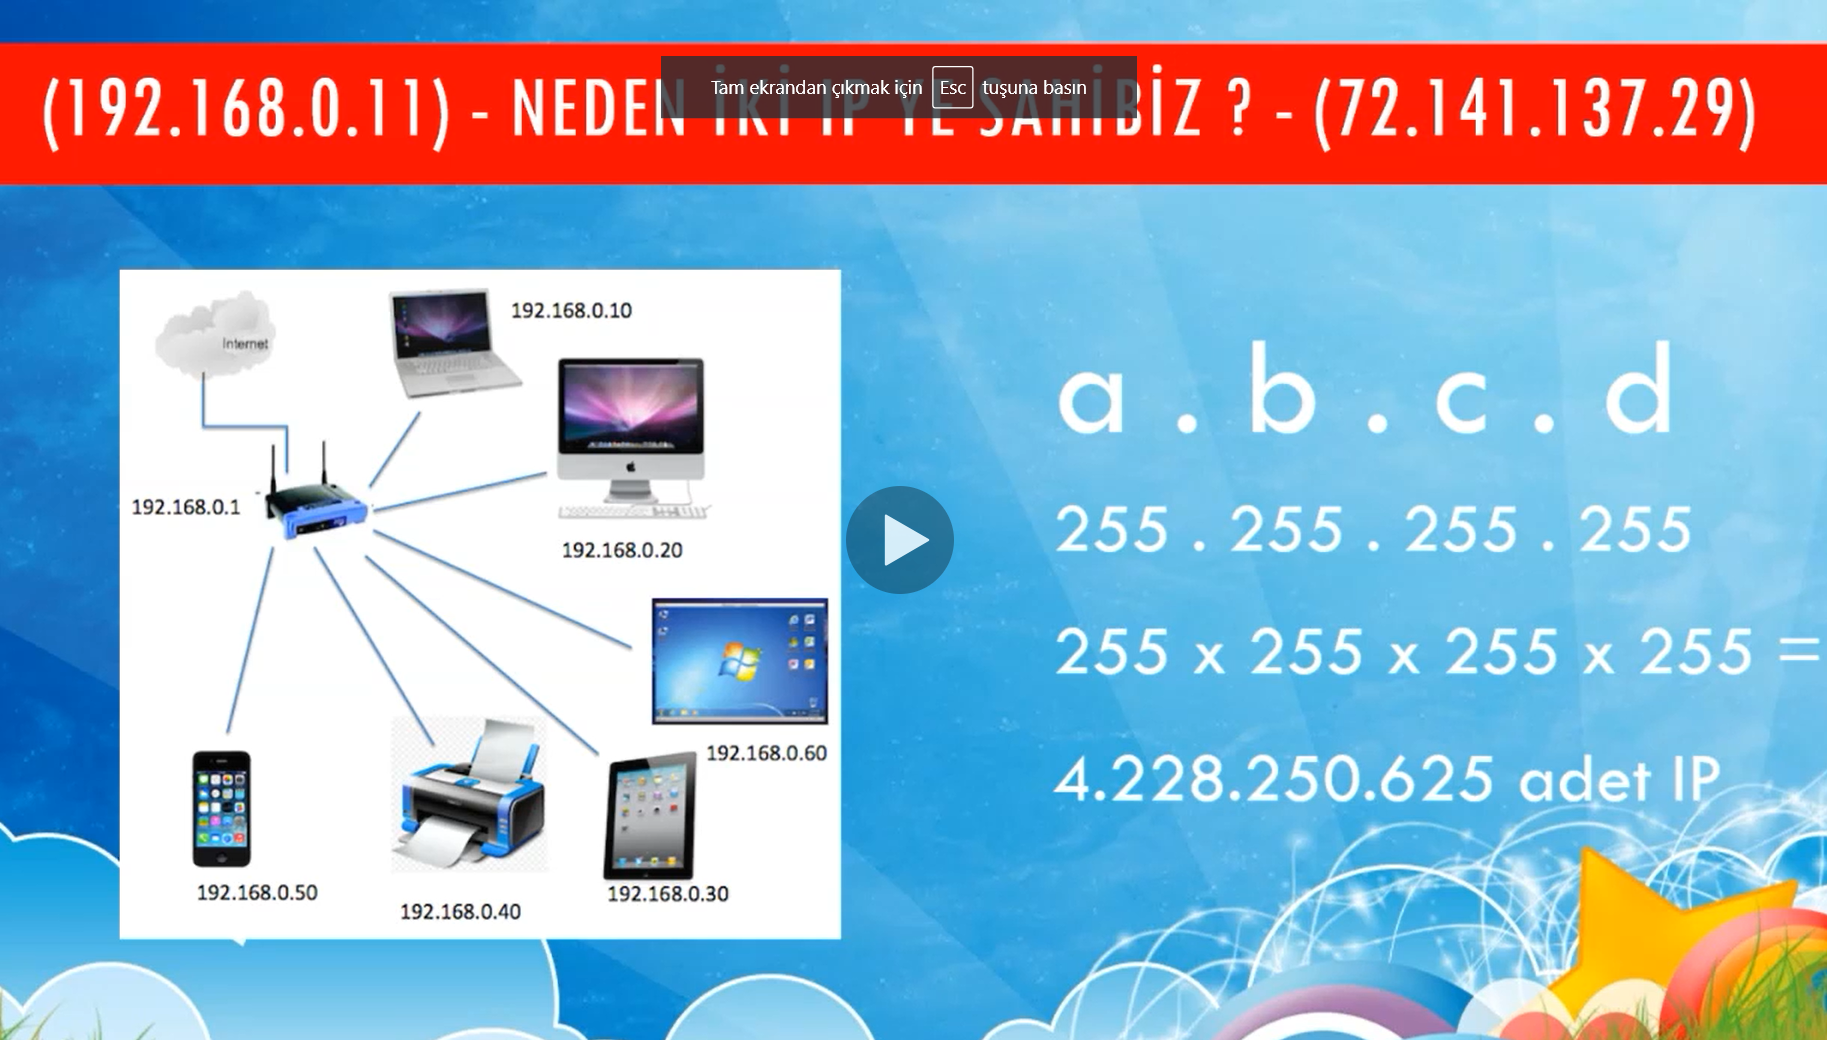 (192.168.0.11) - NEDEN İKİ IP YE SAHİBİZ ? - (72.141.137.29)
Tam ekrandan çıkmak için Esc tuşuna basın
Internet
192.168.0.10
192.168.0.1
192.168.0.20
192.168.0.60
192.168.0.50
192.168.0.40
192.168.0.30
a . b . c . d
255 . 255 . 255 . 255
255 x 255 x 255 x 255 =
4.228.250.625 adet IP